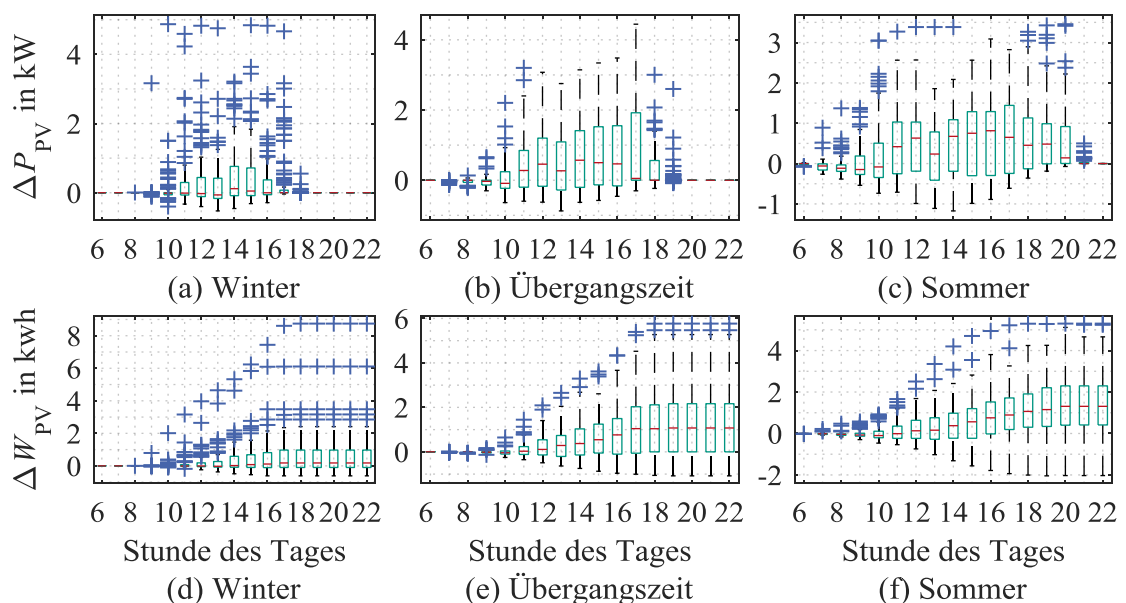 ΔP_PV in kW
4
2
0
6 8 10 12 14 16 18 20 22
(a) Winter
4
2
0
6 8 10 12 14 16 18 20 22
(b) Übergangszeit
3
2
1
0
-1
6 8 10 12 14 16 18 20 22
(c) Sommer
ΔW_PV in kwh
8
6
4
2
0
6 8 10 12 14 16 18 20 22
Stunde des Tages
(d) Winter
6
4
2
0
6 8 10 12 14 16 18 20 22
Stunde des Tages
(e) Übergangszeit
4
2
0
-2
6 8 10 12 14 16 18 20 22
Stunde des Tages
(f) Sommer